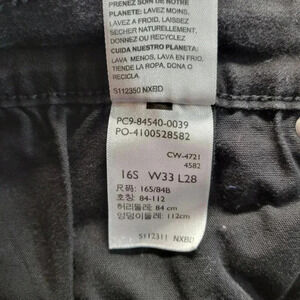 PRENEZ SOIN DE NOTRE
PLANETE: LAVEZ MOINS,
LAVEZ A FROID, LAISSEZ
SECHER NATURELLEMENT,
DONNEZ OU RECYCLEZ
CUIDA NUESTRO PLANETA:
LAVA MENOS, LAVA EN FRIO,
TIENDE LA ROPA, DONA O
RECICLA
S112350 NXBD
PC9-84540-0039
PO-4100528582
CW-4721
4582
16S W33 L28
尺码: 165/84B
호칭: 84-112
허리둘레: 84 cm
엉덩이둘레: 112cm
S112311 NXBD